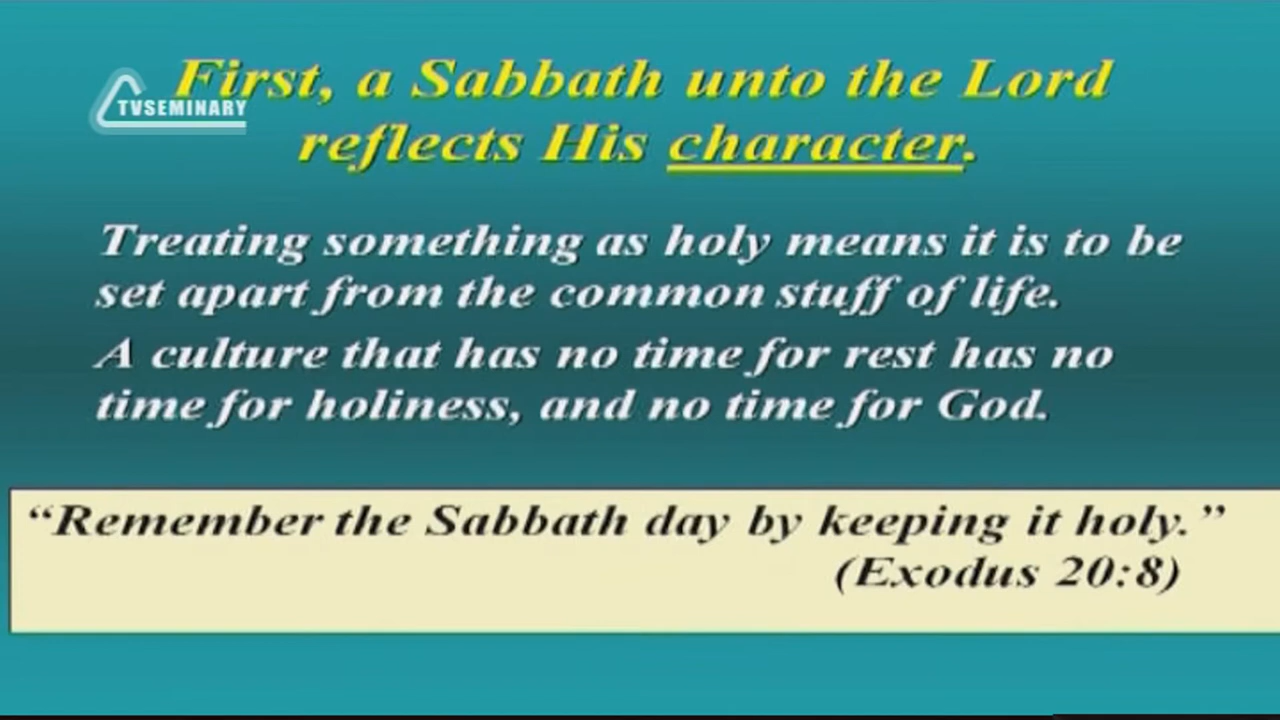 First, a Sabbath unto the Lord
TVSEMINARY
reflects His character.
Treating something as holy means it is to be
set apart from the common stuff of life.
A culture that has no time for rest has no
time for holiness, and no time for God.
“Remember the Sabbath day by keeping it holy.”
(Exodus 20:8)